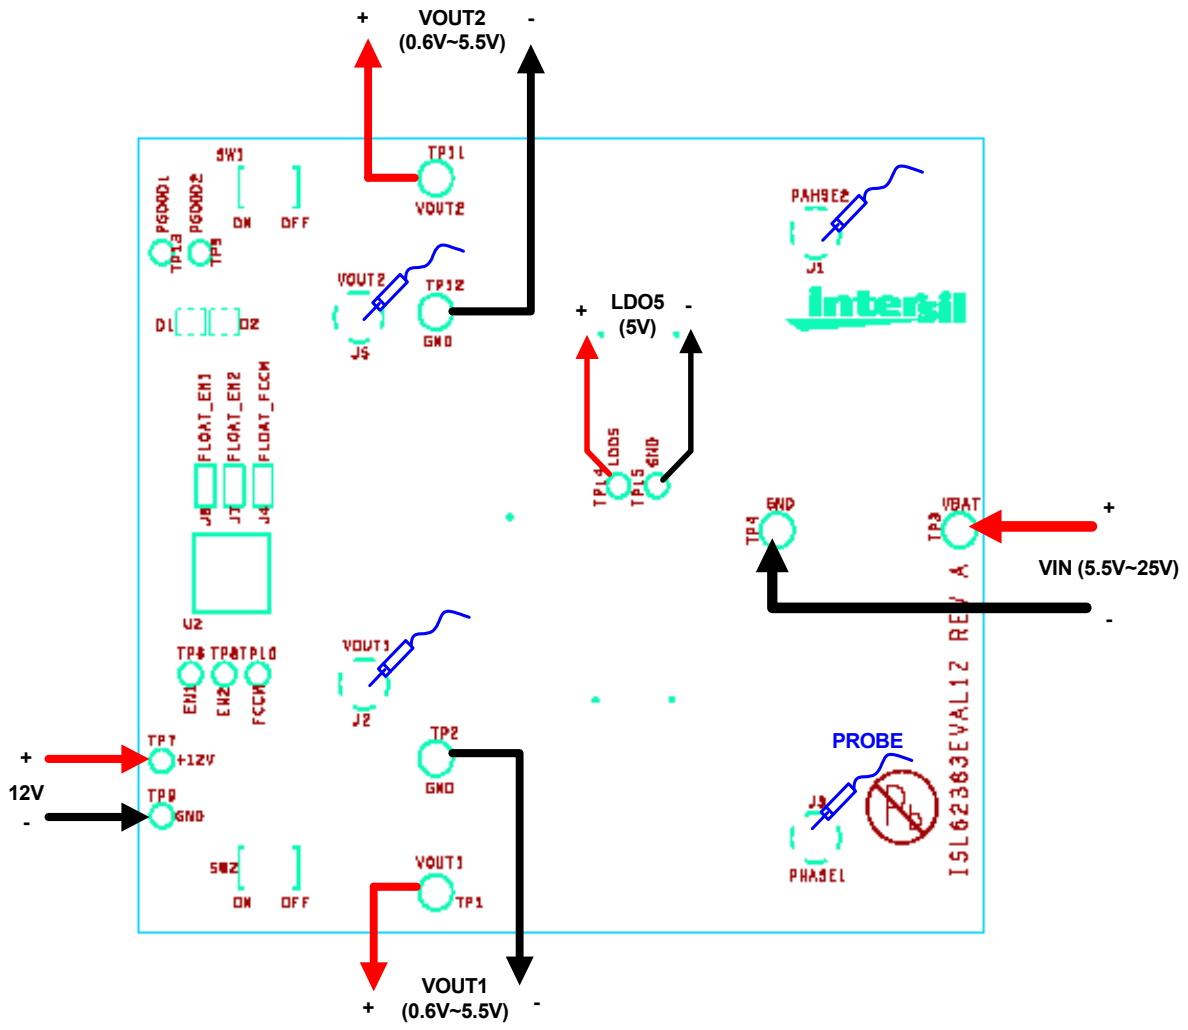 + VOUT2 -
(0.6V~5.5V)
SW1
TP11
PGOOD1
PGOOD2
ON OFF
VOUT2
PAHSE2
TP13
TP5
J1
VOUT2
TP12
+ LDO5 -
(5V)
intersil
D1
D2
J5
GND
FLOAT_EN1
FLOAT_EN2
FLOAT_FCCM
LDO5
GND
TP14
TP15
J7
J4
GND
VBAT
+
TP4
TP3
VIN (5.5V~25V)
-
U2
TP6 TP8 TP10
VOUT1
EN1
EN2
FCCM
J2
TP7
TP2
PROBE
+
+12V
12V
GND
TP9
J3
Pb
-
GND
ISL62383EVAL1Z REV A
SW2
VOUT1
PHASE1
ON OFF
TP1
+ VOUT1 -
(0.6V~5.5V)